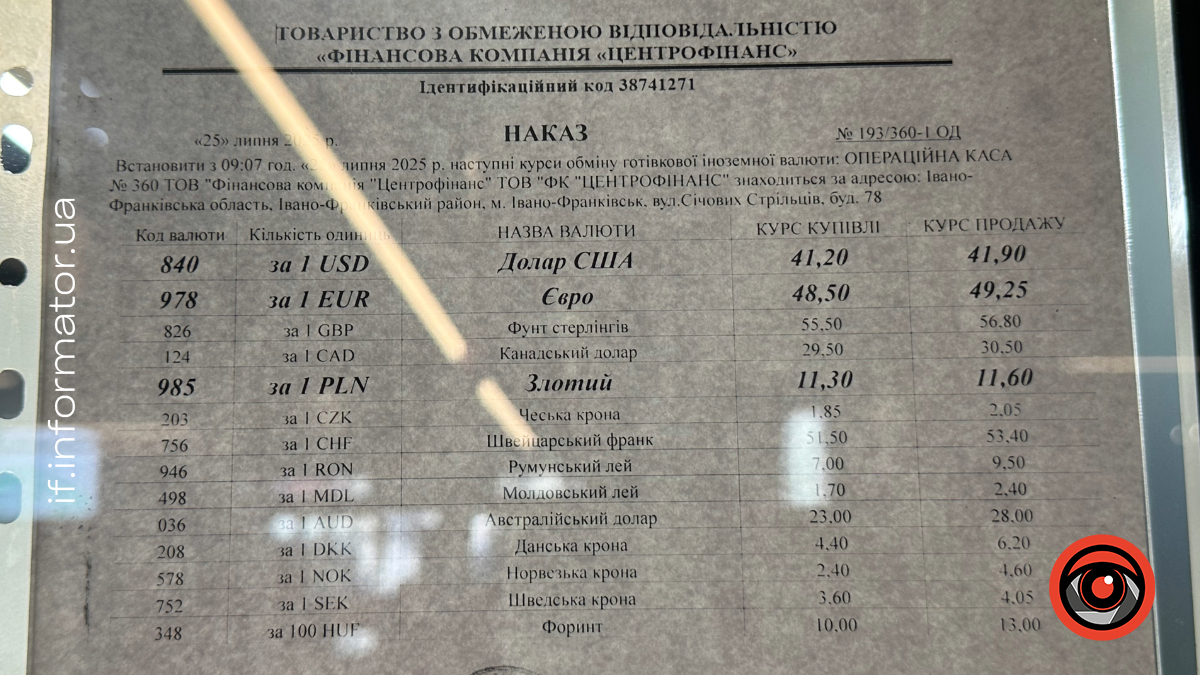 ТОВАРИСТВО З ОБМЕЖЕНОЮ ВІДПОВІДАЛЬНІСТЮ
«ФІНАНСОВА КОМПАНІЯ «ЦЕНТРОФІНАНС»
Ідентифікаційний код 38741271
«25» липня р. НАКАЗ № 193/360-1 ОД
Встановити з 09:07 год. липня 2025 р. наступні курси обміну готівкової іноземної валюти: ОПЕРАЦІЙНА КАСА
№ 360 ТОВ "Фінансова компанія "Центрофінанс" ТОВ "ФК "ЦЕНТРОФІНАНС" знаходиться за адресою: Івано-
Франківська область, Івано-Франківський район, м. Івано-Франківськ, вул.Січових Стрільців, буд. 78
Код валюти Кількість одиниць НАЗВА ВАЛЮТИ КУРС КУПІВЛІ КУРС ПРОДАЖУ
840 за 1 USD Долар США 41,20 41,90
978 за 1 EUR Євро 48,50 49,25
826 за 1 GBP Фунт стерлінгів 55,50 56,80
124 за 1 CAD Канадський долар 29,50 30,50
985 за 1 PLN Злотий 11,30 11,60
203 за 1 CZK Чеська крона 1,85 2,05
756 за 1 CHF Швейцарський франк 51,50 53,40
946 за 1 RON Румунський лей 7,00 9,50
498 за 1 MDL Молдовський лей 1,70 2,40
036 за 1 AUD Австралійський долар 23,00 28,00
208 за 1 DKK Данська крона 4,40 6,20
578 за 1 NOK Норвезька крона 2,40 4,60
752 за 1 SEK Шведська крона 3,60 4,05
348 за 100 HUF Форинт 10,00 13,00
if.informator.ua